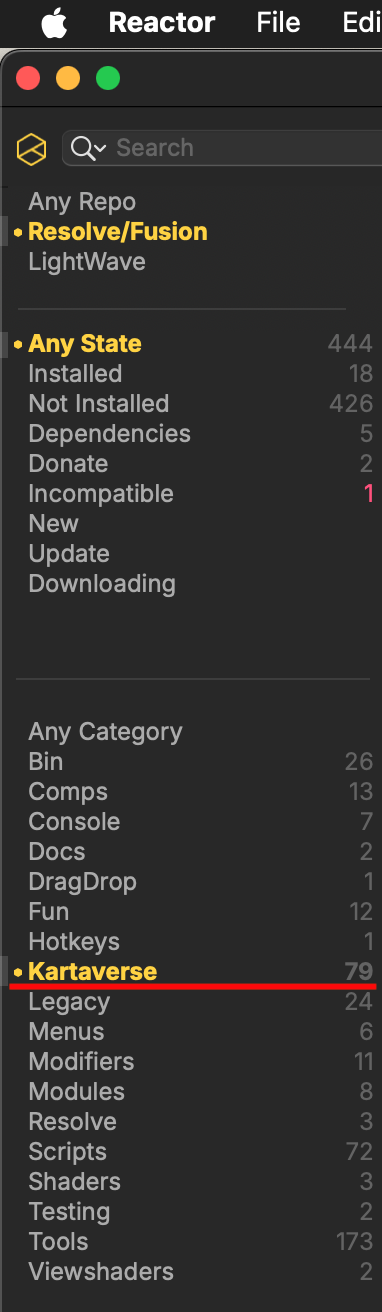 Reactor File Edi
Search
Any Repo
Resolve/Fusion
LightWave
Any State 444
Installed 18
Not Installed 426
Dependencies 5
Donate 2
Incompatible 1
New
Update
Downloading
Any Category
Bin 26
Comps 13
Console 7
Docs 2
DragDrop 1
Fun 12
Hotkeys 1
Kartaverse 79
Legacy 24
Menus 6
Modifiers 11
Modules 8
Resolve 3
Scripts 72
Shaders 3
Testing 2
Tools 173
Viewshaders 2